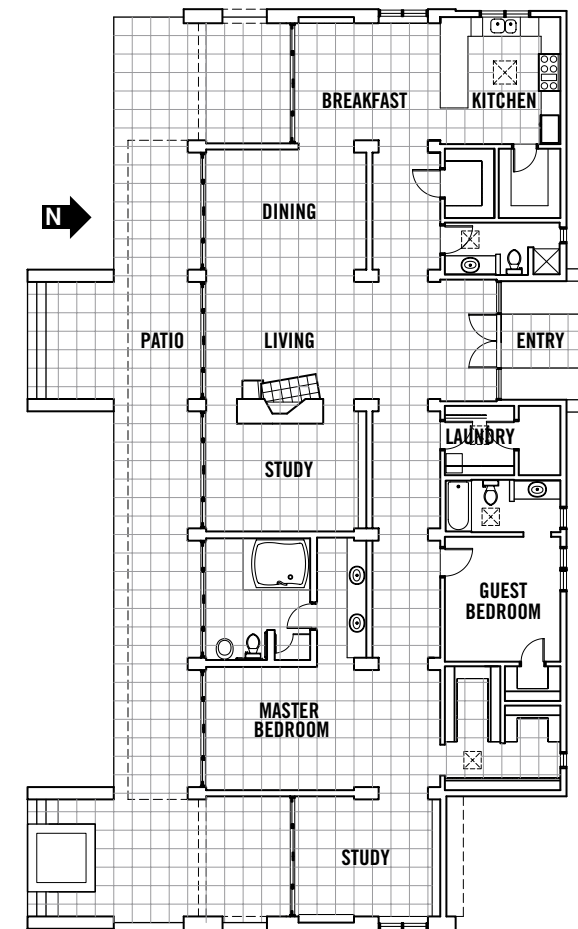 BREAKFAST
KITCHEN
N
DINING
PATIO
LIVING
ENTRY
LAUNDRY
STUDY
GUEST
BEDROOM
MASTER
BEDROOM
STUDY